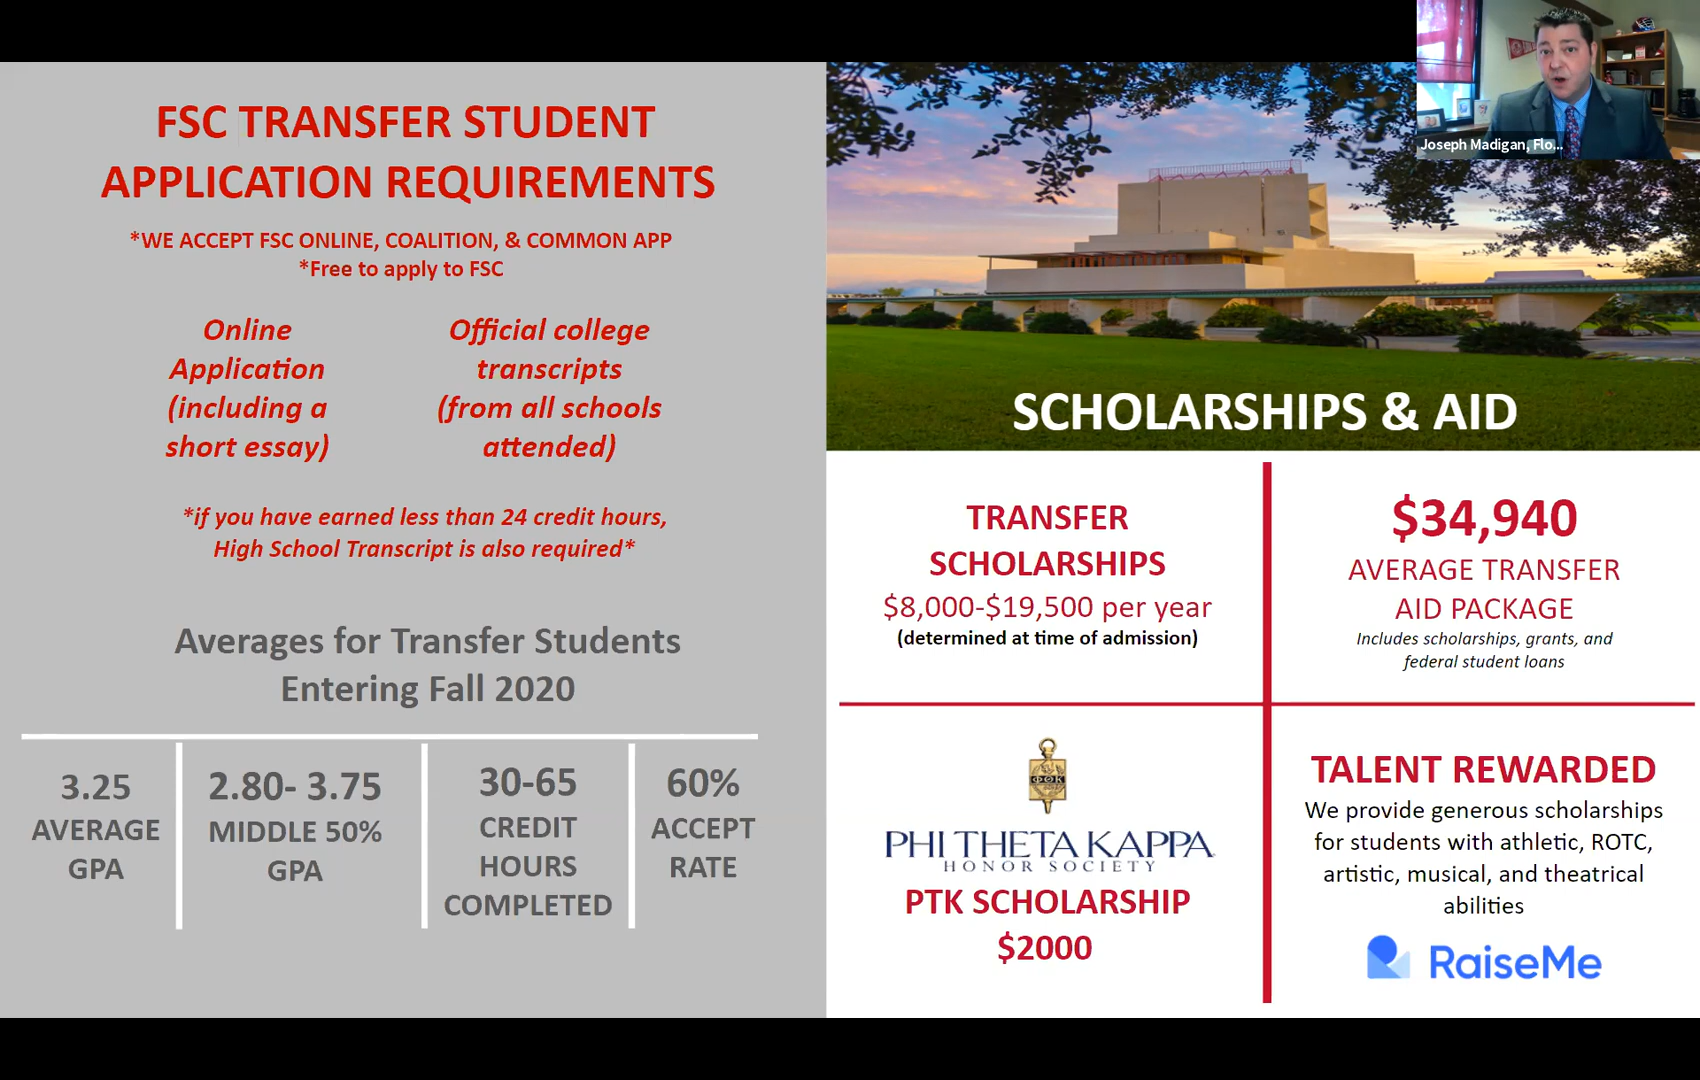 FSC TRANSFER STUDENT
APPLICATION REQUIREMENTS
*WE ACCEPT FSC ONLINE, COALITION, & COMMON APP
*Free to apply to FSC
Online
Application
(including a
short essay)
Official college
transcripts
(from all schools
attended)
*if you have earned less than 24 credit hours,
High School Transcript is also required*
Averages for Transfer Students
Entering Fall 2020
3.25
AVERAGE
GPA
2.80- 3.75
MIDDLE 50%
GPA
30-65
CREDIT
HOURS
COMPLETED
60%
ACCEPT
RATE
Joseph Madigan, Flo...
SCHOLARSHIPS & AID
TRANSFER
SCHOLARSHIPS
$8,000-$19,500 per year
(determined at time of admission)
$34,940
AVERAGE TRANSFER
AID PACKAGE
Includes scholarships, grants, and
federal student loans
ΦΘΚ
PHI THETA KAPPA
HONOR SOCIETY
PTK SCHOLARSHIP
$2000
TALENT REWARDED
We provide generous scholarships
for students with athletic, ROTC,
artistic, musical, and theatrical
abilities
RaiseMe